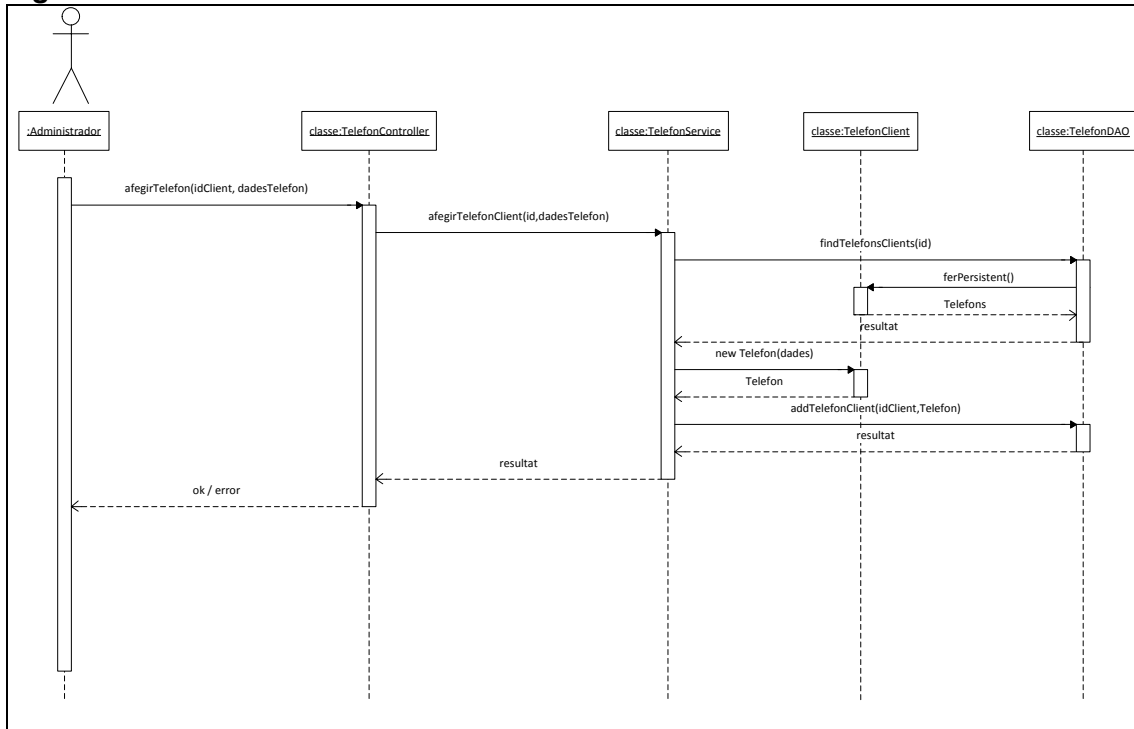 :Administrador
classe:TelefonController
classe:TelefonService
classe:TelefonClient
classe:TelefonDAO
afegirTelefon(idClient, dadesTelefon)
afegirTelefonClient(id,dadesTelefon)
findTelefonsClients(id)
ferPersistent()
Telefons
resultat
new Telefon(dades)
Telefon
addTelefonClient(idClient,Telefon)
resultat
resultat
ok / error